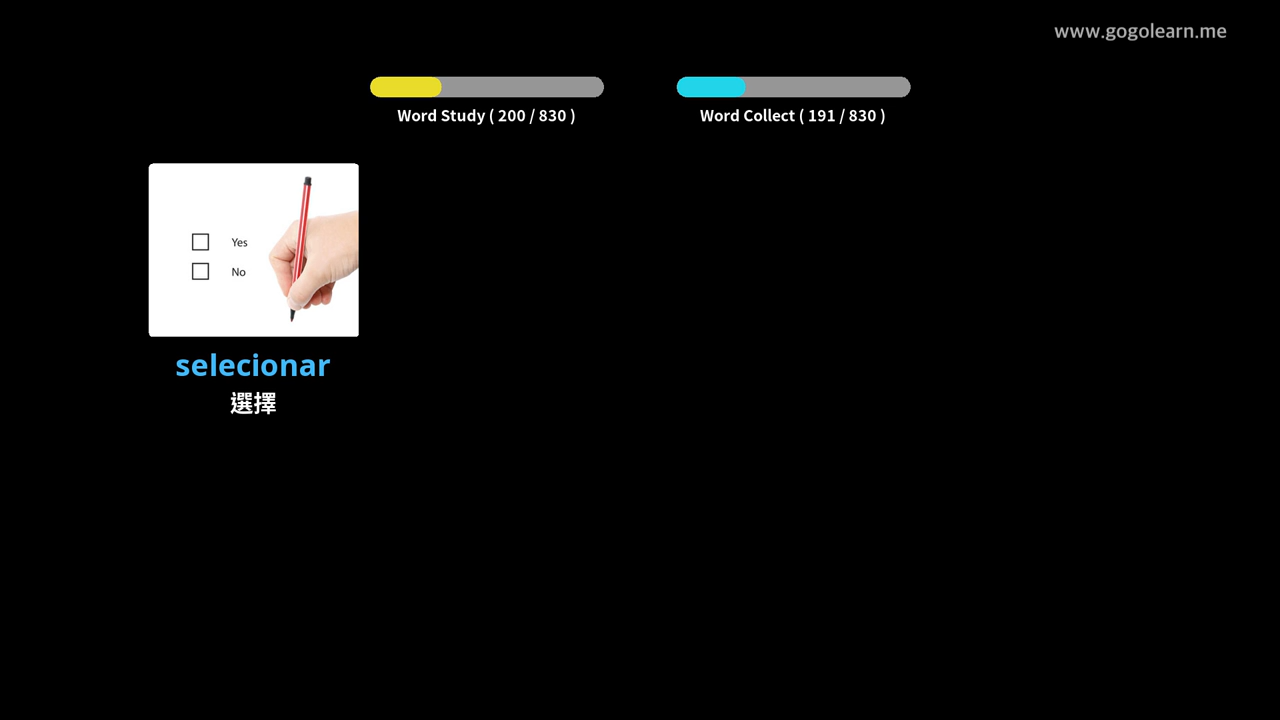 www.gogolearn.me
Word Study ( 200 / 830 )
Word Collect ( 191 / 830 )
Yes
No
selecionar
選擇